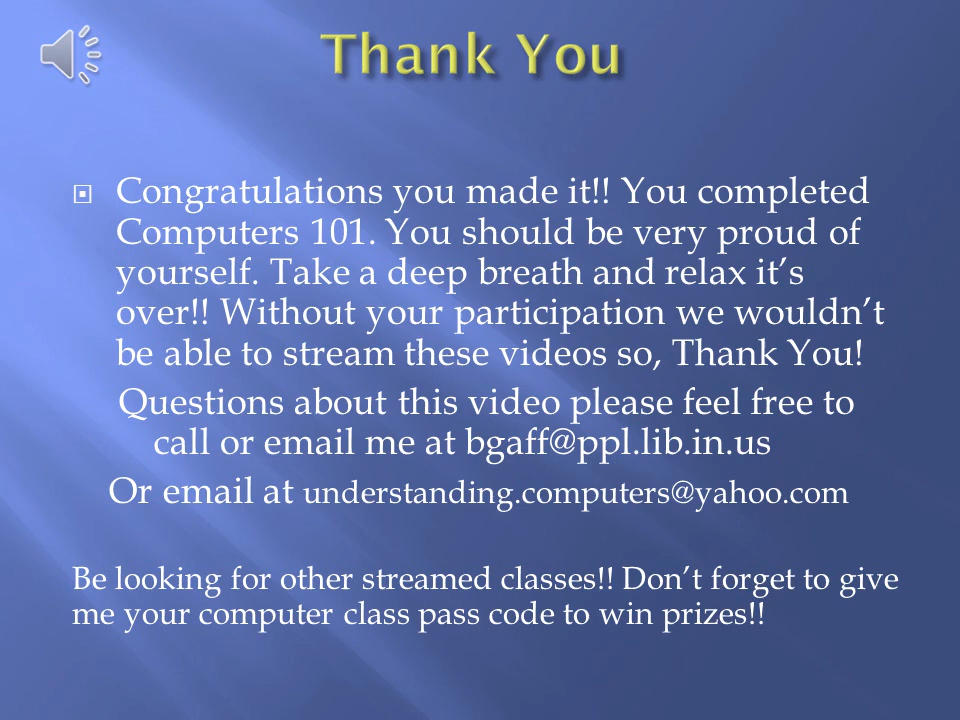 Thank You
Congratulations you made it!! You completed
Computers 101. You should be very proud of
yourself. Take a deep breath and relax it’s
over!! Without your participation we wouldn’t
be able to stream these videos so, Thank You!
Questions about this video please feel free to
call or email me at bgaff@ppl.lib.in.us
Or email at understanding.computers@yahoo.com
Be looking for other streamed classes!! Don’t forget to give
me your computer class pass code to win prizes!!